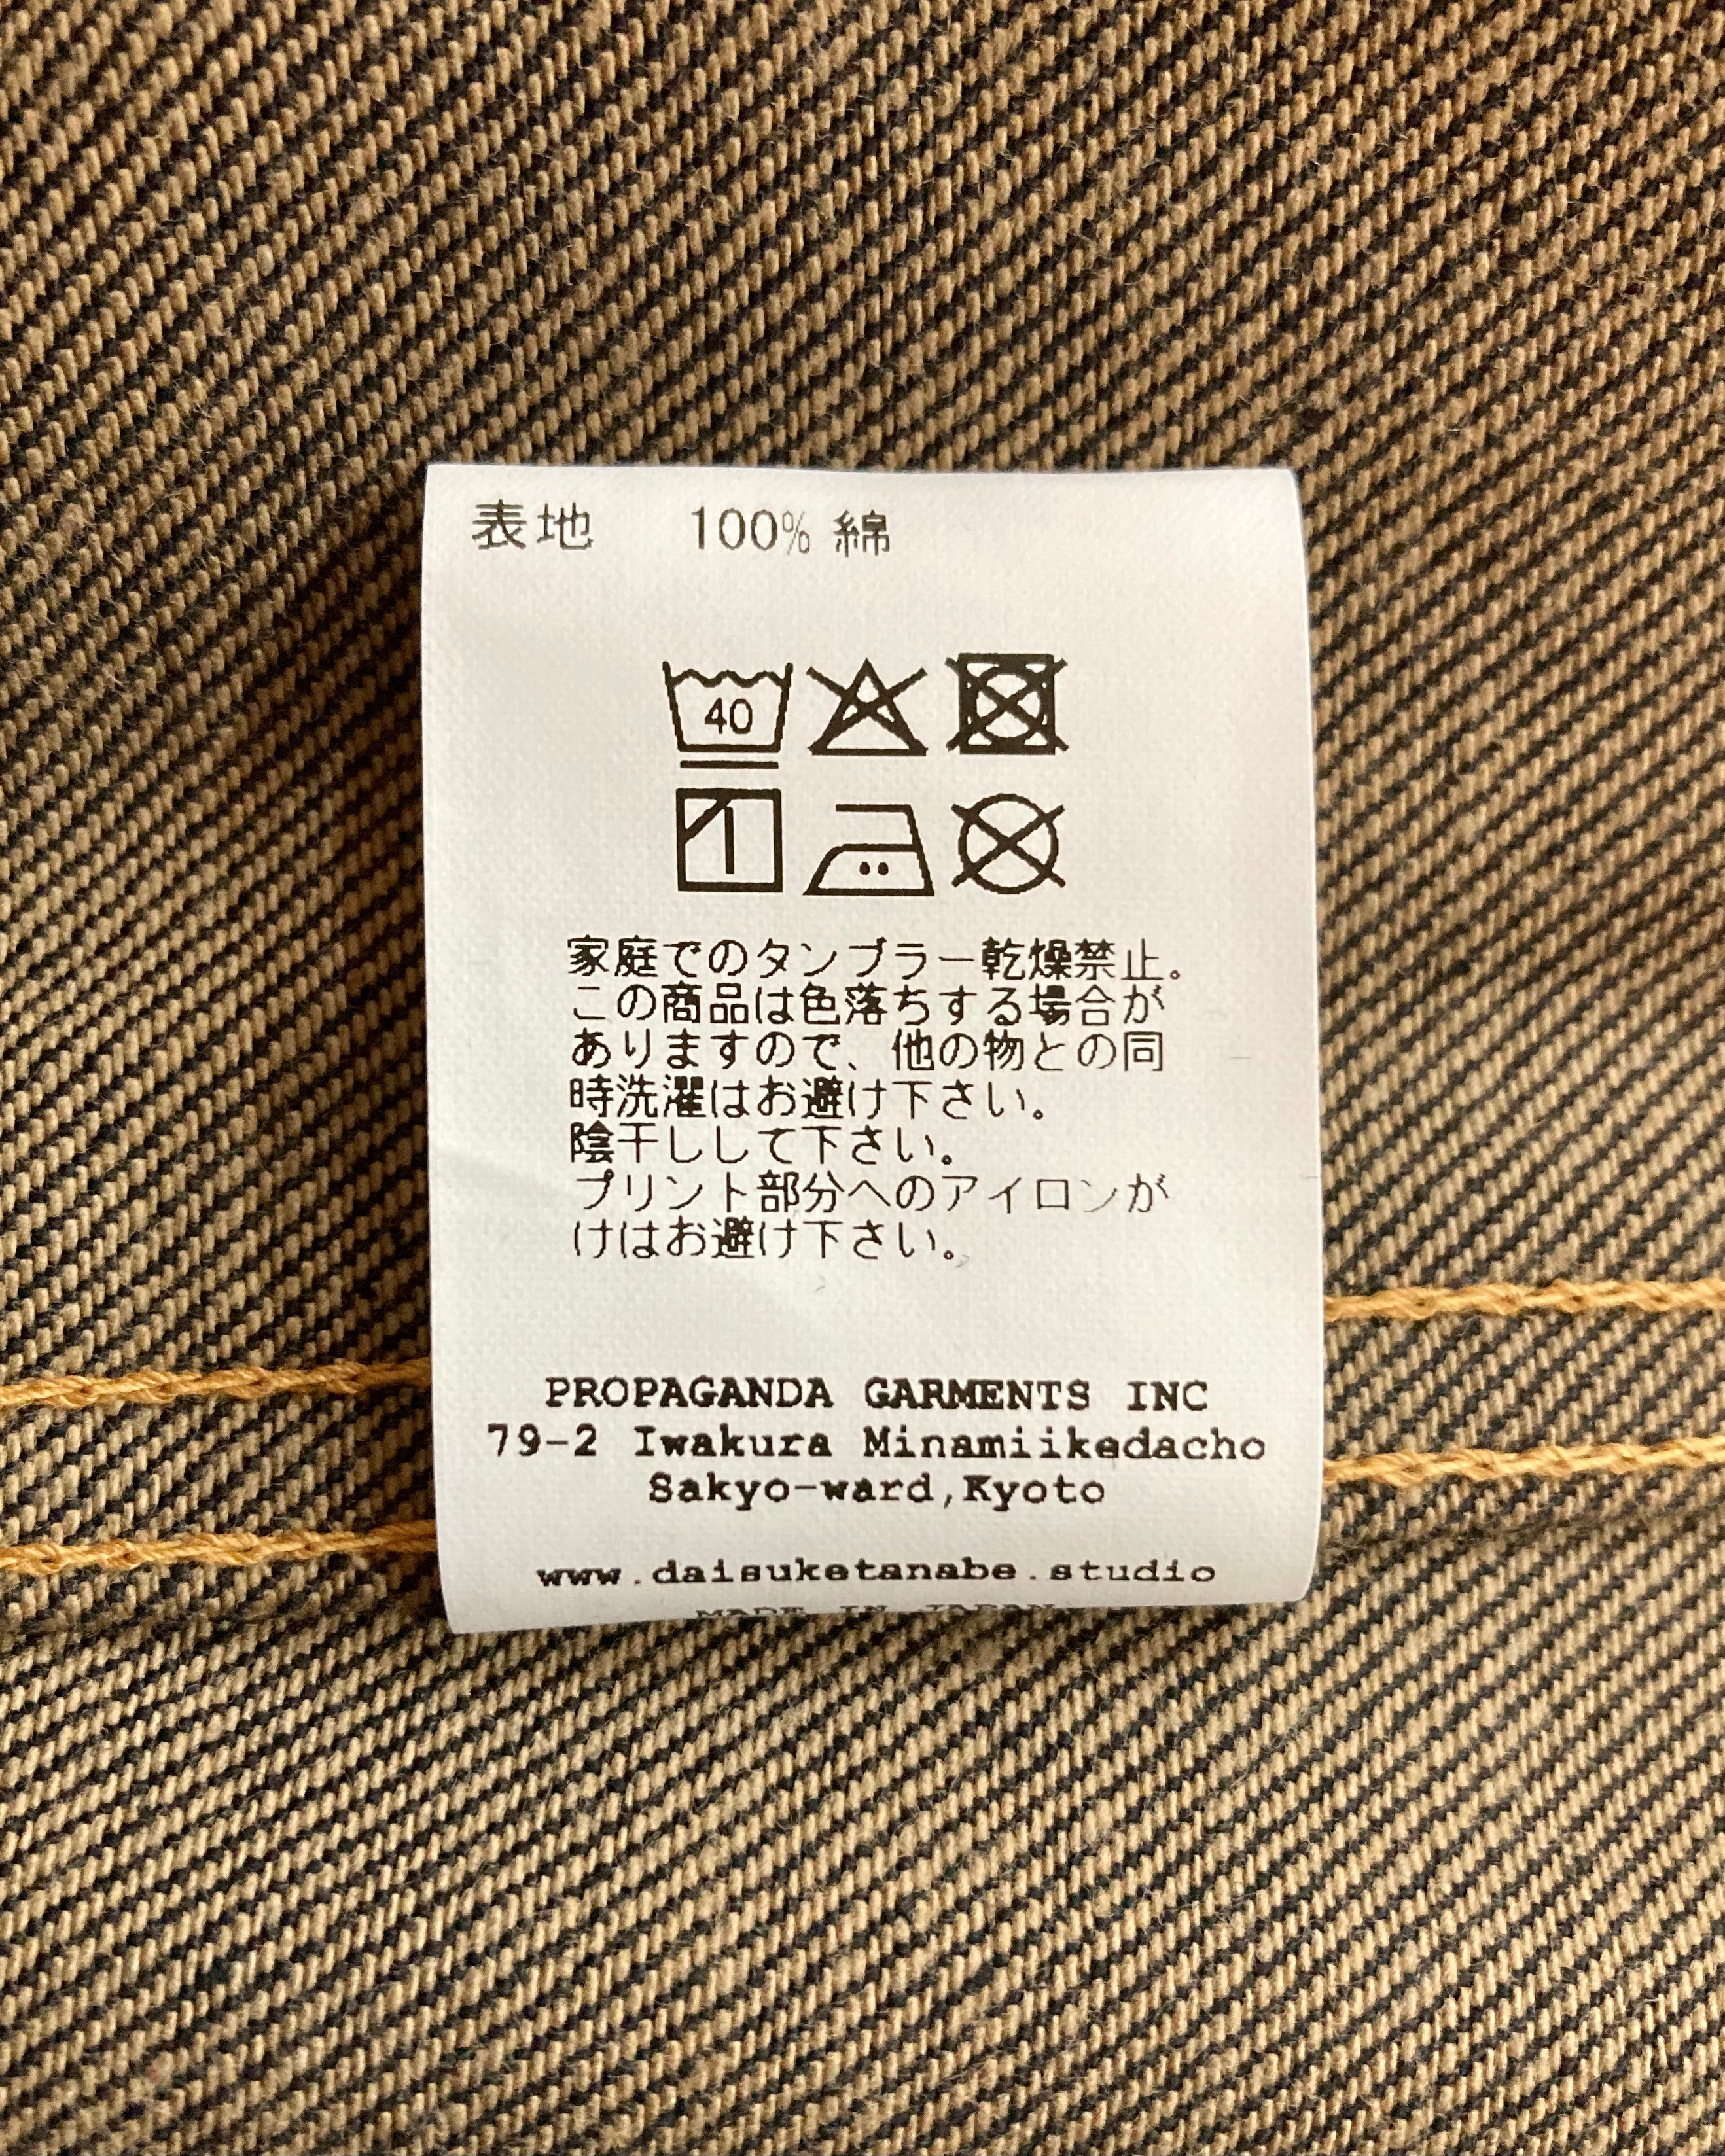 表地 100% 綿
40
家庭でのタンブラー乾燥禁止。
この商品は色落ちする場合が
ありますので、他の物との同
時洗濯はお避け下さい。
陰干しして下さい。
プリント部分へのアイロンが
けはお避け下さい。
PROPAGANDA GARMENTS INC
79-2 Iwakura Minamiikedacho
Sakyo-ward,Kyoto
www.daisuketanabe.studio
MADE IN JAPAN